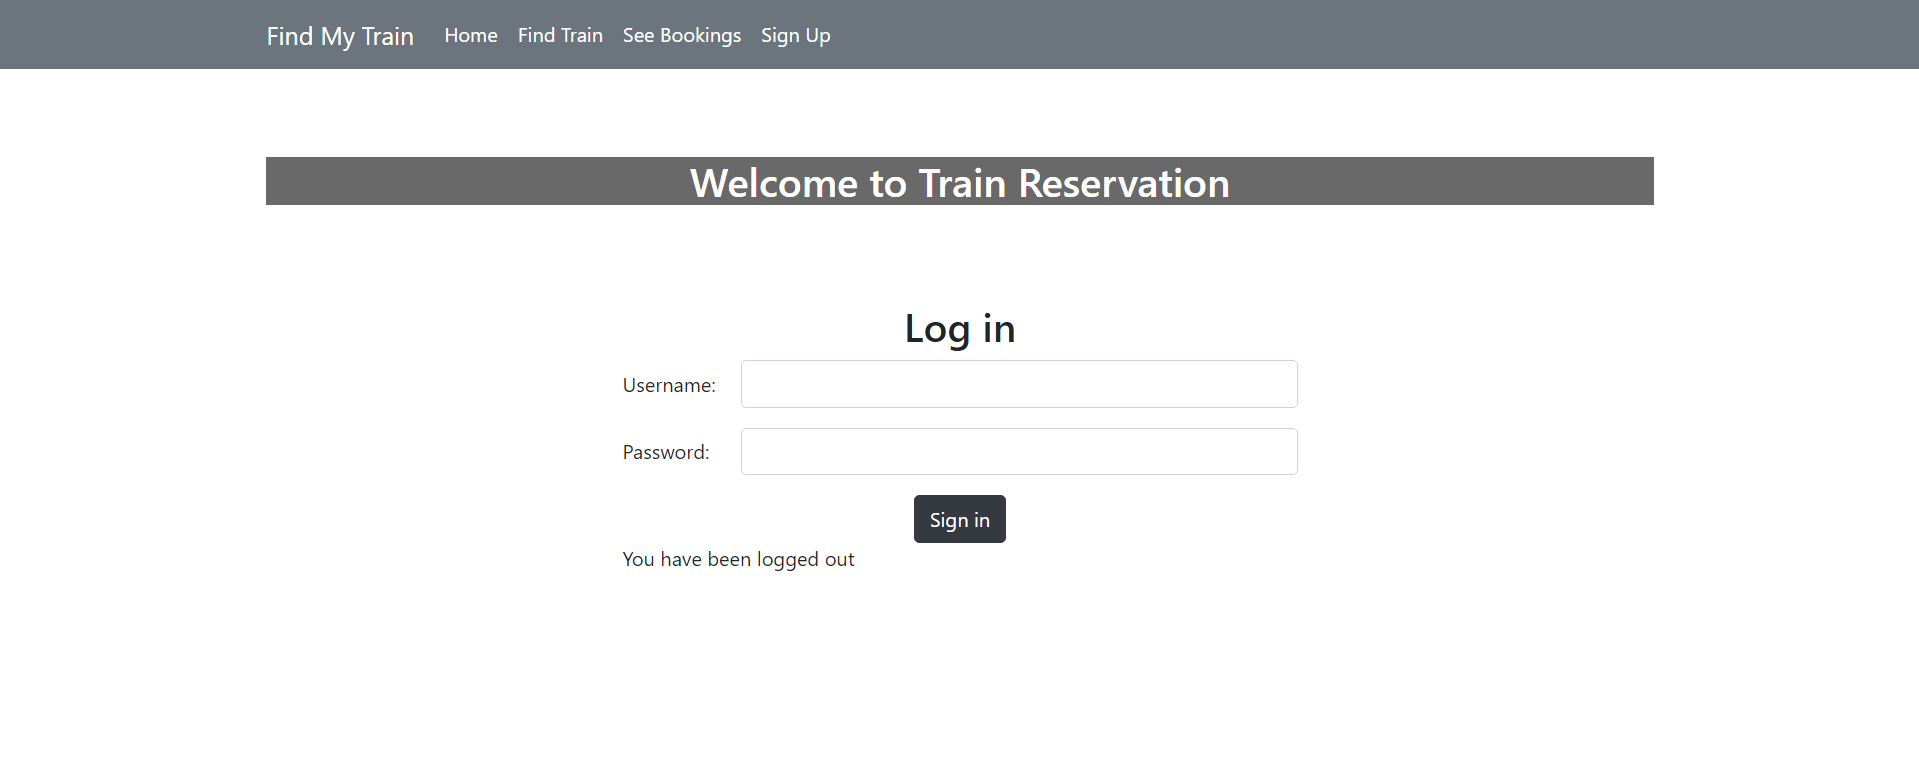 Find My Train Home Find Train See Bookings Sign Up
Welcome to Train Reservation
Log in
Username:
Password:
Sign in
You have been logged out